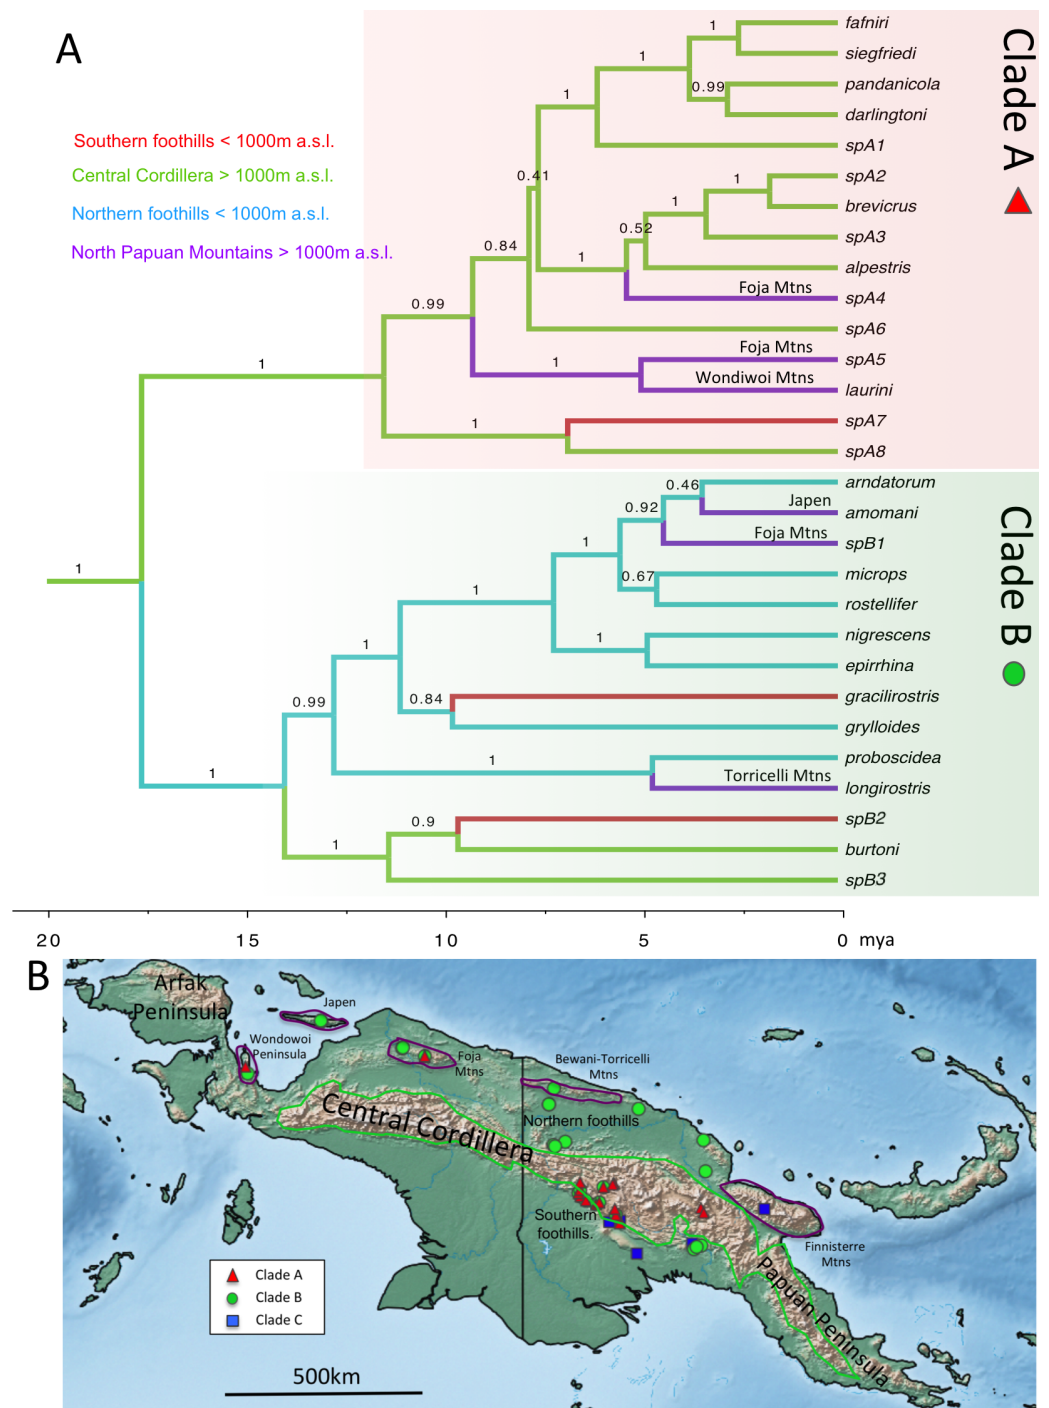 A
Southern foothills < 1000m a.s.l.
Central Cordillera > 1000m a.s.l.
Northern foothills < 1000m a.s.l.
North Papuan Mountains > 1000m a.s.l.
Clade A
Clade B
1
fafniri
siegfriedi
1
0.99
pandanicola
darlingtoni
1
spA1
0.41
1
spA2
brevicrus
1
spA3
0.52
alpestris
1
Foja Mtns
spA4
0.84
spA6
0.99
Foja Mtns
spA5
1
Wondiwoi Mtns
laurini
1
spA7
1
spA8
0.46
arndatorum
Japen
amomani
0.92
Foja Mtns
spB1
1
microps
0.67
rostellifer
1
nigrescens
1
epirrhina
1
gracilirostris
0.84
grylloides
0.99
proboscidea
1
Torricelli Mtns
longirostris
1
spB2
0.9
burtoni
1
spB3
1
20 15 10 5 0 mya
B
Arfak
Peninsula
Japen
Wondowoi
Peninsula
Foja
Mtns
Bewani-Torricelli
Mtns
Northern foothills
Central Cordillera
Southern
foothills.
Finnisterre
Mtns
Papuan Peninsula
Clade A
Clade B
Clade C
500km